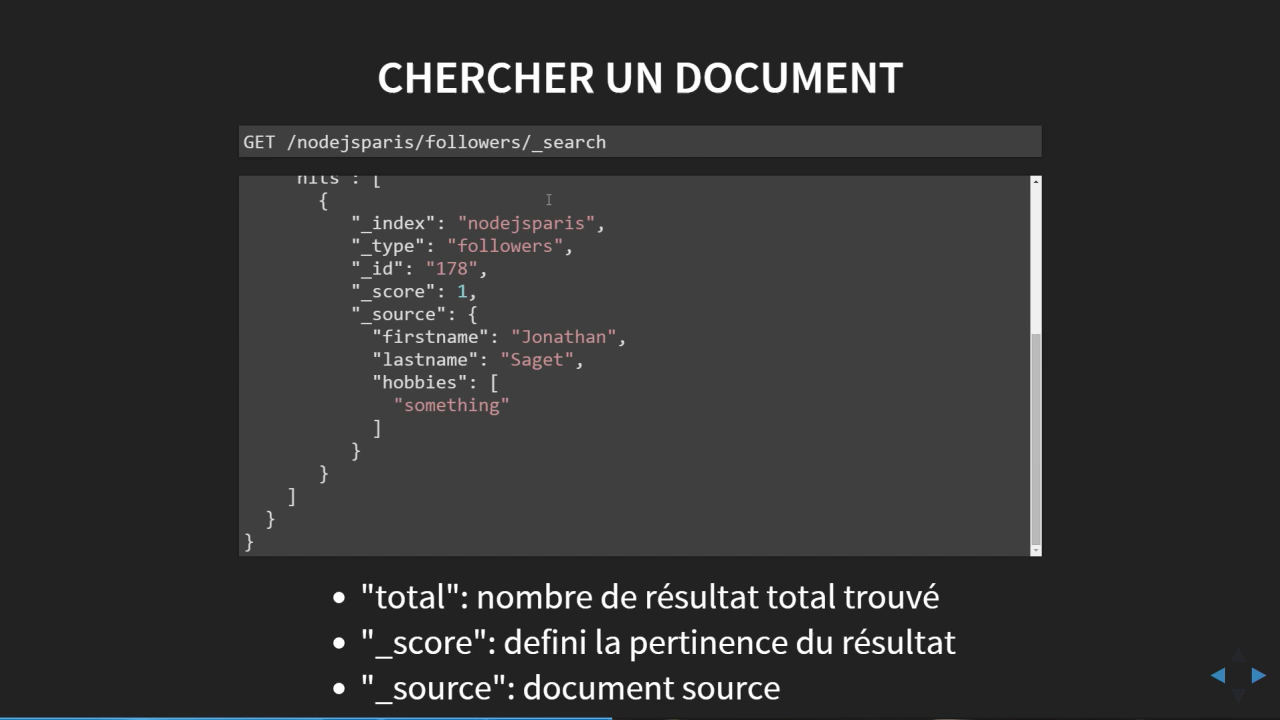 CHERCHER UN DOCUMENT
GET /nodejsparis/followers/_search
"hits": [
{
"_index": "nodejsparis",
"_type": "followers",
"_id": "178",
"_score": 1,
"_source": {
"firstname": "Jonathan",
"lastname": "Saget",
"hobbies": [
"something"
]
}
}
]
}
}
• "total": nombre de résultat total trouvé
• "_score": defini la pertinence du résultat
• "_source": document source